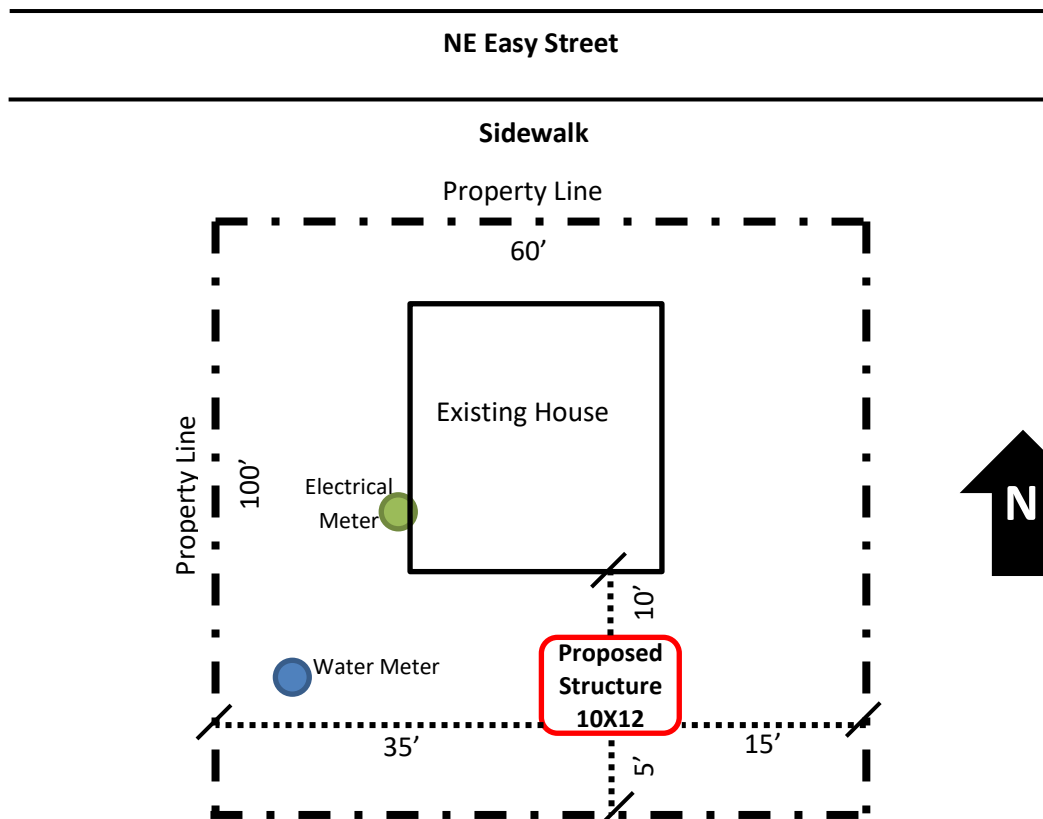 NE Easy Street
Sidewalk
Property Line
60’
Existing House
Property Line
100’
Electrical
Meter
N
10’
Proposed
Structure
10X12
Water Meter
35’
15’
5’